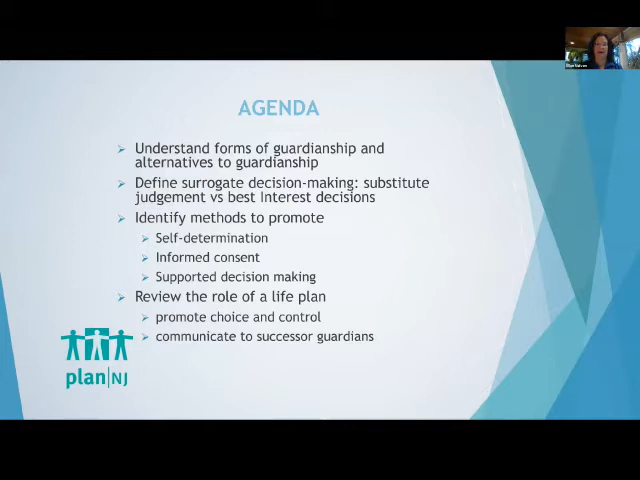 AGENDA
Understand forms of guardianship and
alternatives to guardianship
Define surrogate decision-making: substitute
judgement vs best Interest decisions
Identify methods to promote
Self-determination
Informed consent
Supported decision making
Review the role of a life plan
promote choice and control
communicate to successor guardians
plan|NJ